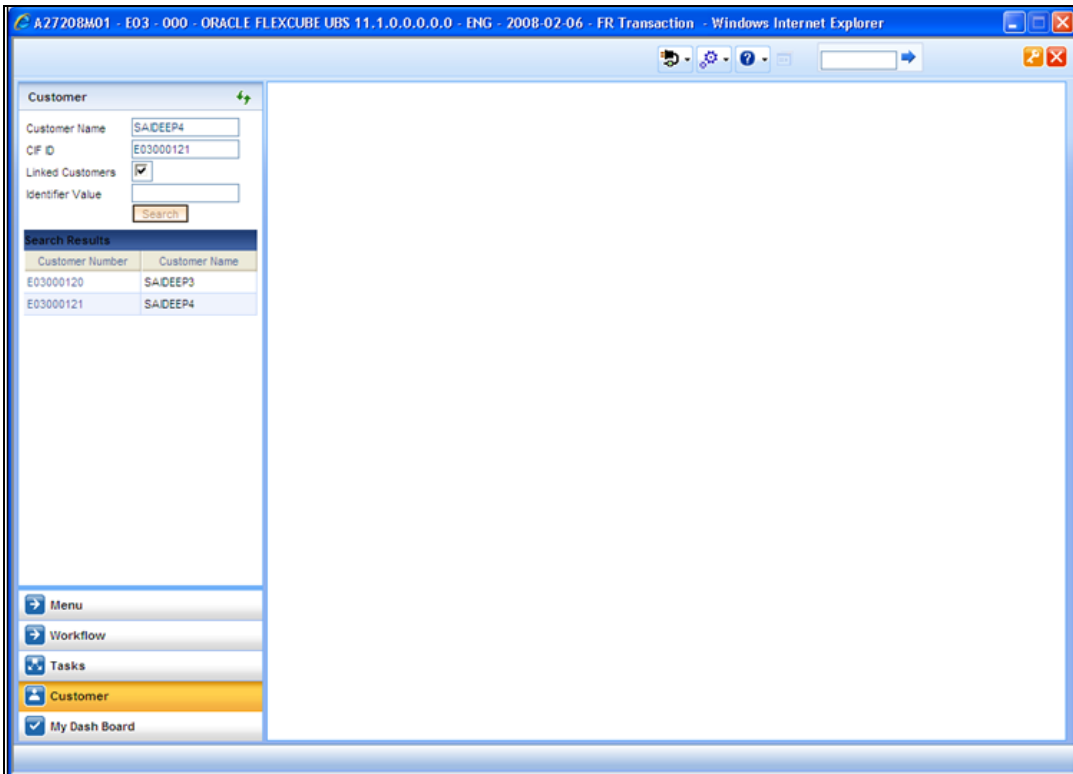 A27208M01 - E03 - 000 - ORACLE FLEXCUBE UBS 11.1.0.0.0.0.0 - ENG - 2008-02-06 - FR Transaction - Windows Internet Explorer
Customer
Customer Name SAIDEEP4
CIF ID E03000121
Linked Customers
Identifier Value
Search
Search Results
Customer Number Customer Name
E03000120 SAIDEEP3
E03000121 SAIDEEP4
Menu
Workflow
Tasks
Customer
My Dash Board